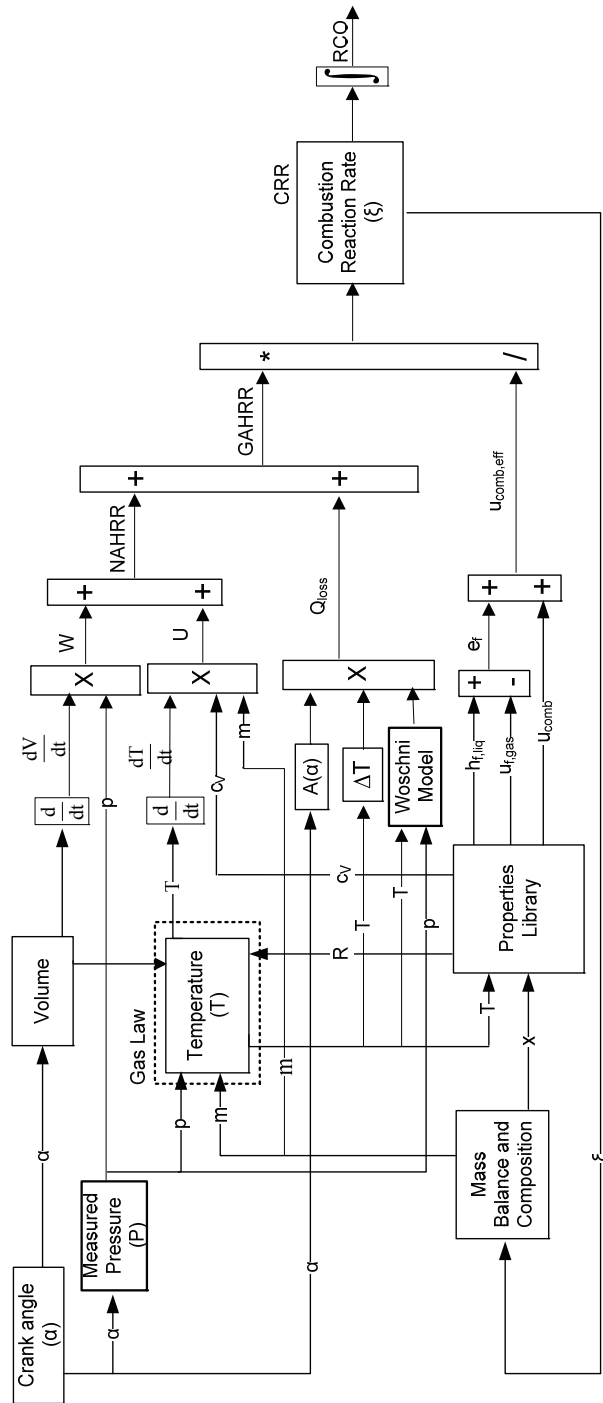 Crank angle
(α)
α
α
α
Measured
Pressure
(P)
Volume
p
p
p
Gas Law
Temperature
(T)
m
m
m
Mass
Balance and
Composition
x
T
T
T
T
R
cv
cv
Properties
Library
d
dt
dV
dt
d
dt
dT
dt
A(α)
ΔT
Woschni
Model
X
X
X
W
U
+
+
NAHRR
Qloss
hf,liq
uf,gas
ucomb
+
-
ef
+
+
ucomb,eff
+
+
GAHRR
*
/
CRR
Combustion
Reaction Rate
(ξ)
∫
RCO
ξ